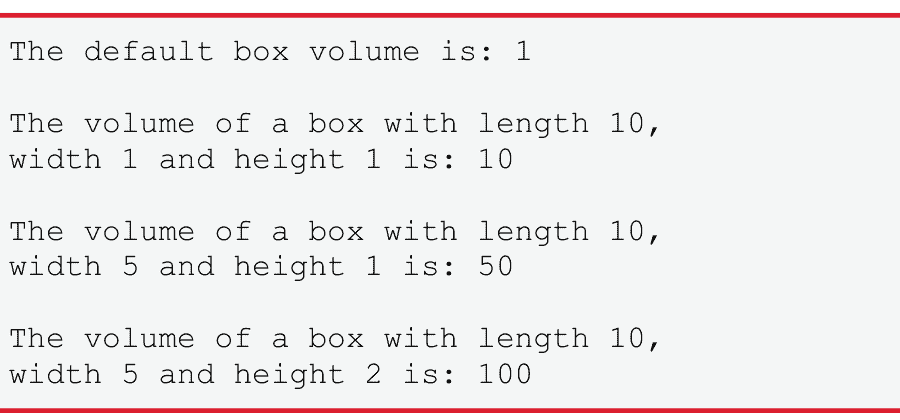 The default box volume is: 1
The volume of a box with length 10,
width 1 and height 1 is: 10
The volume of a box with length 10,
width 5 and height 1 is: 50
The volume of a box with length 10,
width 5 and height 2 is: 100